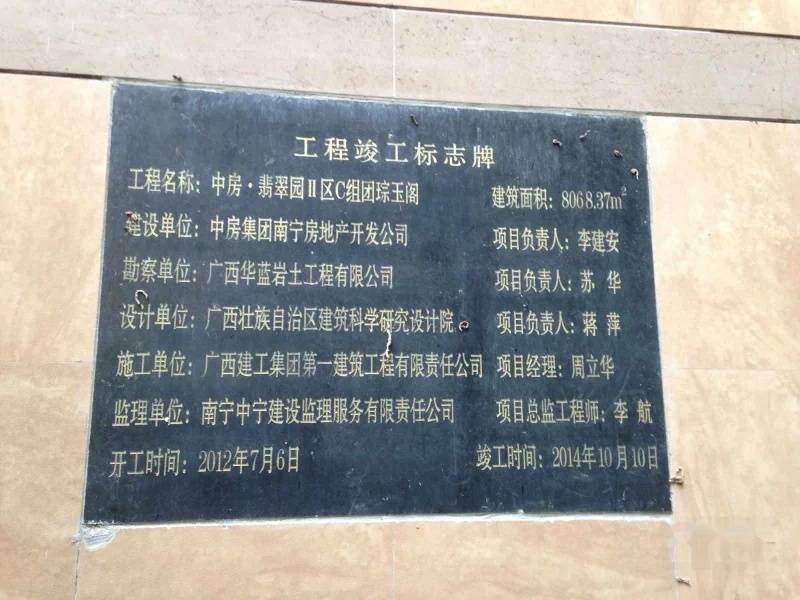 工程竣工标志牌
工程名称：中房·翡翠园Ⅱ区C组团琮玉阁 建筑面积：8068.37m²
建设单位：中房集团南宁房地产开发公司 项目负责人：李建安
勘察单位：广西华蓝岩土工程有限公司 项目负责人：苏 华
设计单位：广西壮族自治区建筑科学研究设计院 项目负责人：蒋 萍
施工单位：广西建工集团第一建筑工程有限责任公司 项目经理：周立华
监理单位：南宁中宁建设监理服务有限责任公司 项目总监工程师：李 航
开工时间：2012年7月6日 竣工时间：2014年10月10日